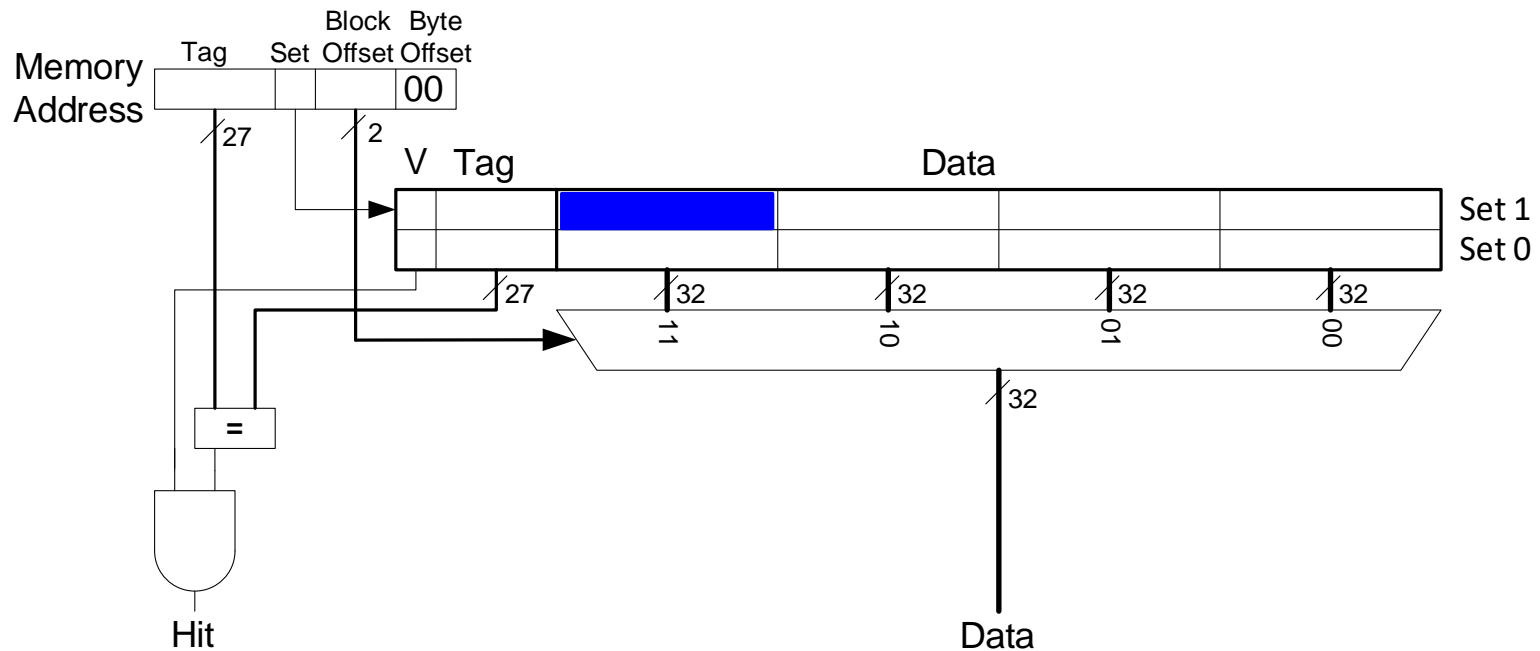 Block Byte
Tag Set Offset Offset
Memory
Address
00
27
2
V Tag Data
Set 1
Set 0
27 32 32 32 32
11 10 01 00
32
=
Hit Data